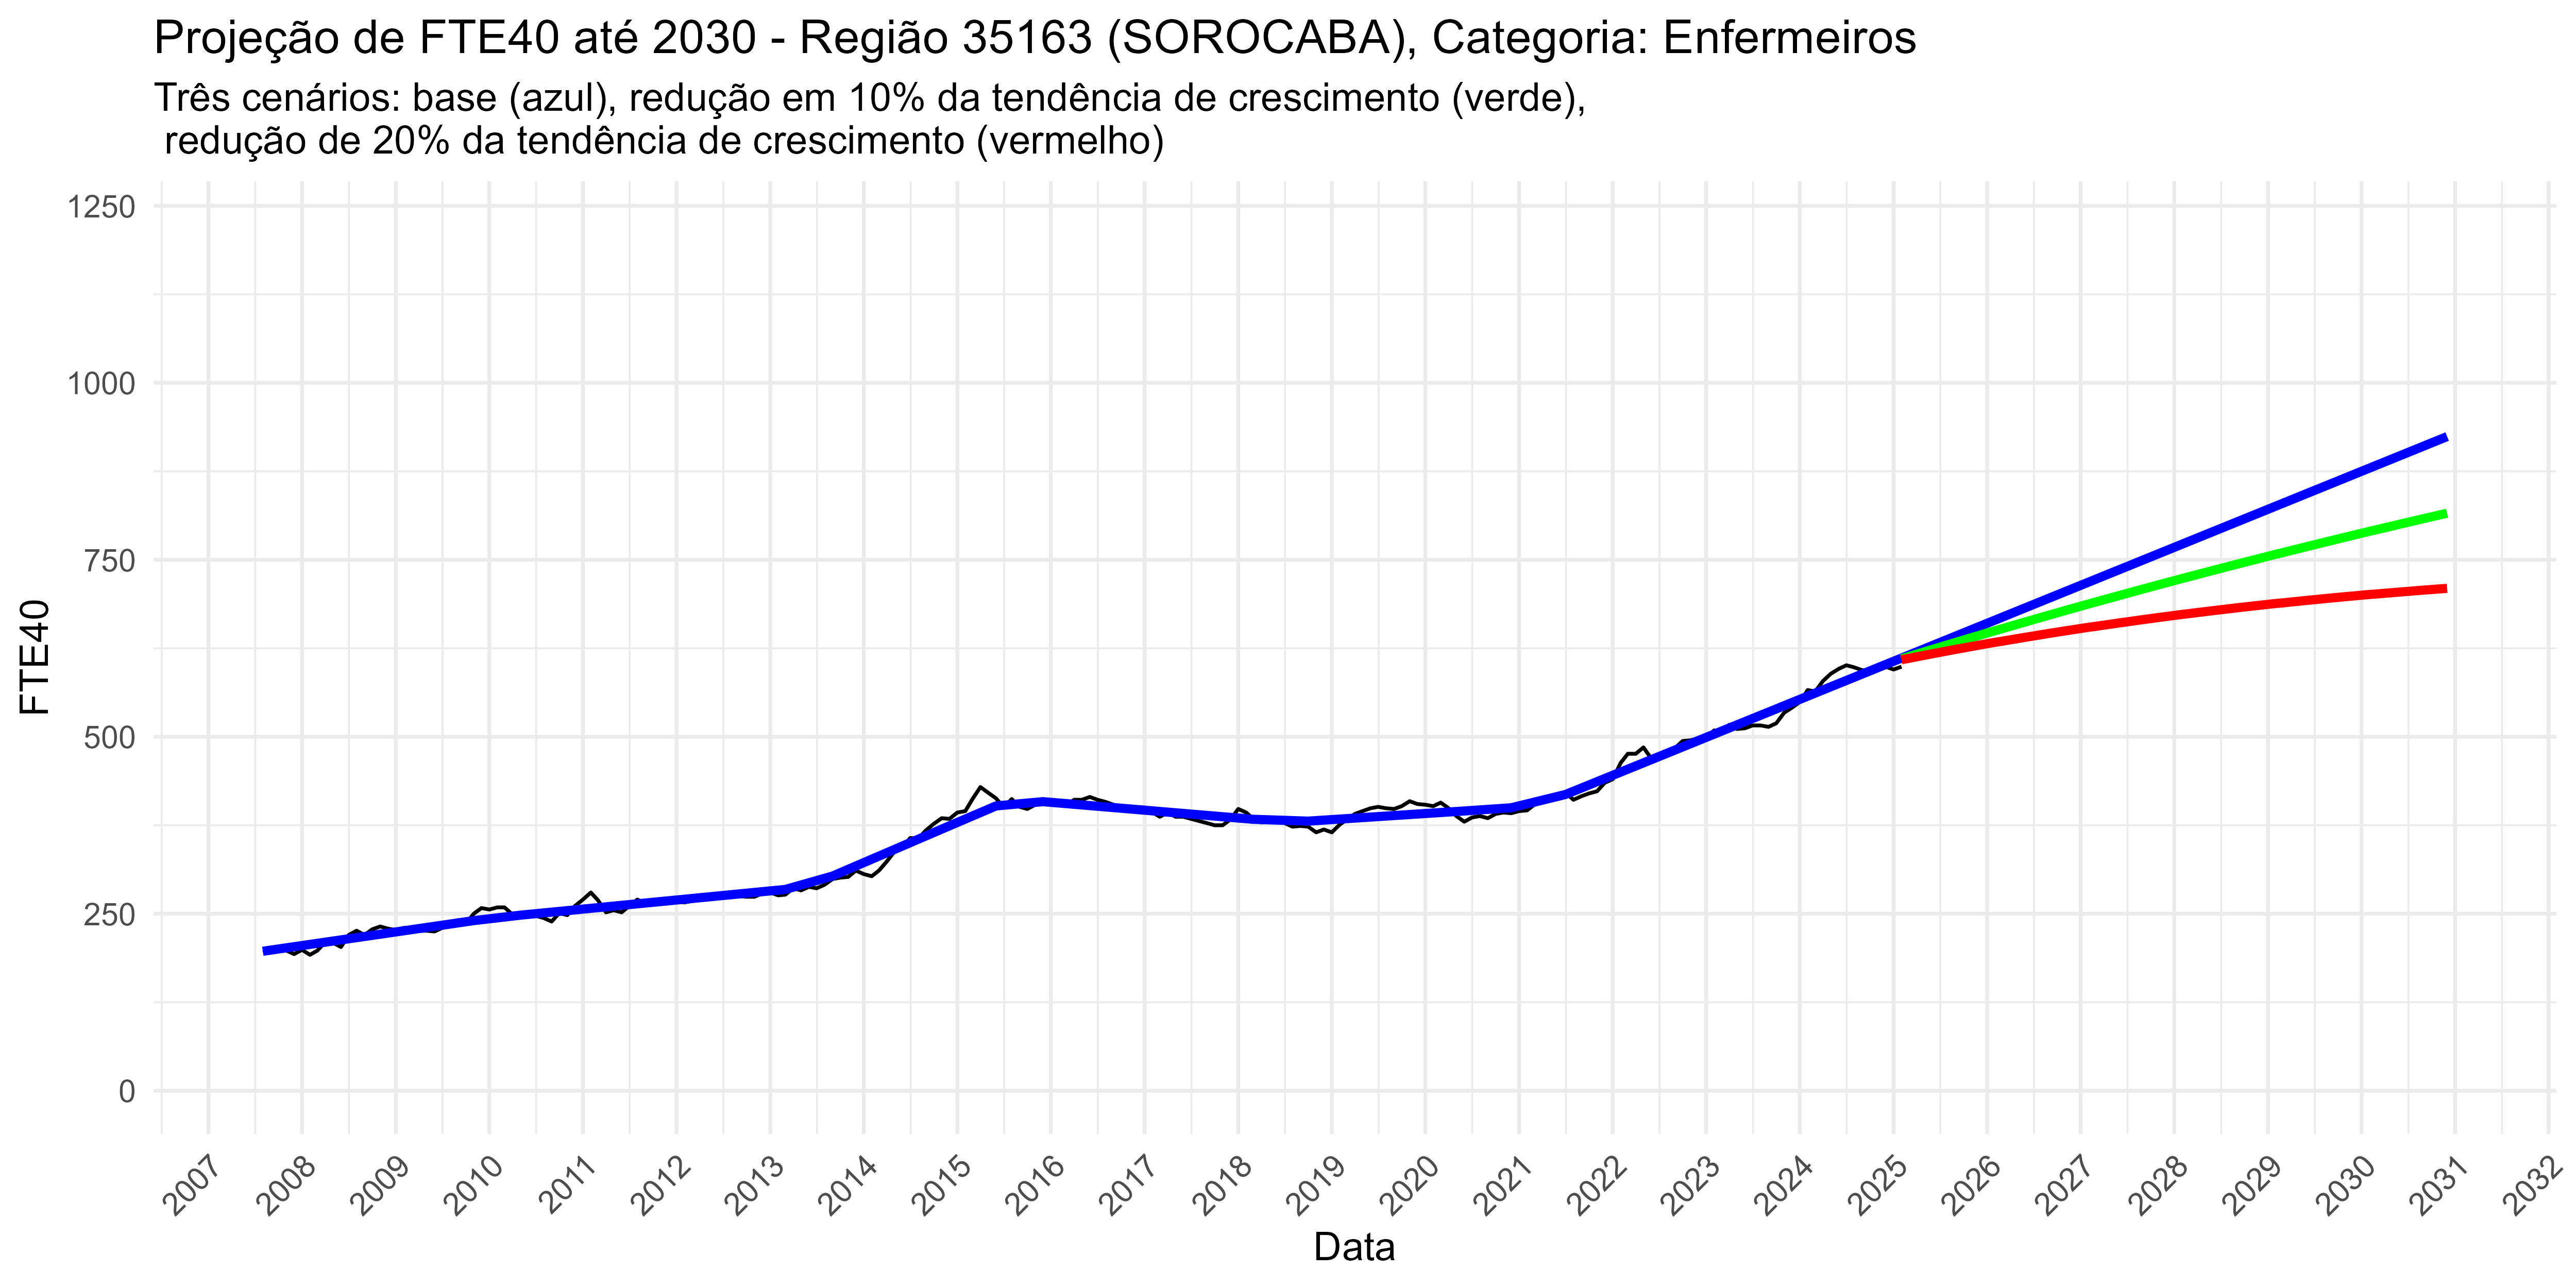 Projeção de FTE40 até 2030 - Região 35163 (SOROCABA), Categoria: Enfermeiros
Três cenários: base (azul), redução em 10% da tendência de crescimento (verde),
redução de 20% da tendência de crescimento (vermelho)
FTE40
1250
1000
750
500
250
0
2007 2008 2009 2010 2011 2012 2013 2014 2015 2016 2017 2018 2019 2020 2021 2022 2023 2024 2025 2026 2027 2028 2029 2030 2031 2032
Data